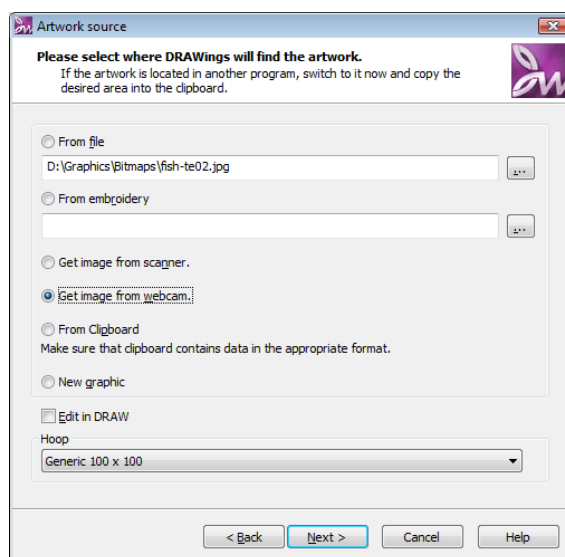 Artwork source
Please select where DRAWings will find the artwork.
If the artwork is located in another program, switch to it now and copy the
desired area into the clipboard.
From file
D:\Graphics\Bitmaps\fish-te02.jpg
...
From embroidery
...
Get image from scanner.
Get image from webcam.
From Clipboard
Make sure that clipboard contains data in the appropriate format.
New graphic
Edit in DRAW
Hoop
Generic 100 x 100
< Back Next > Cancel Help